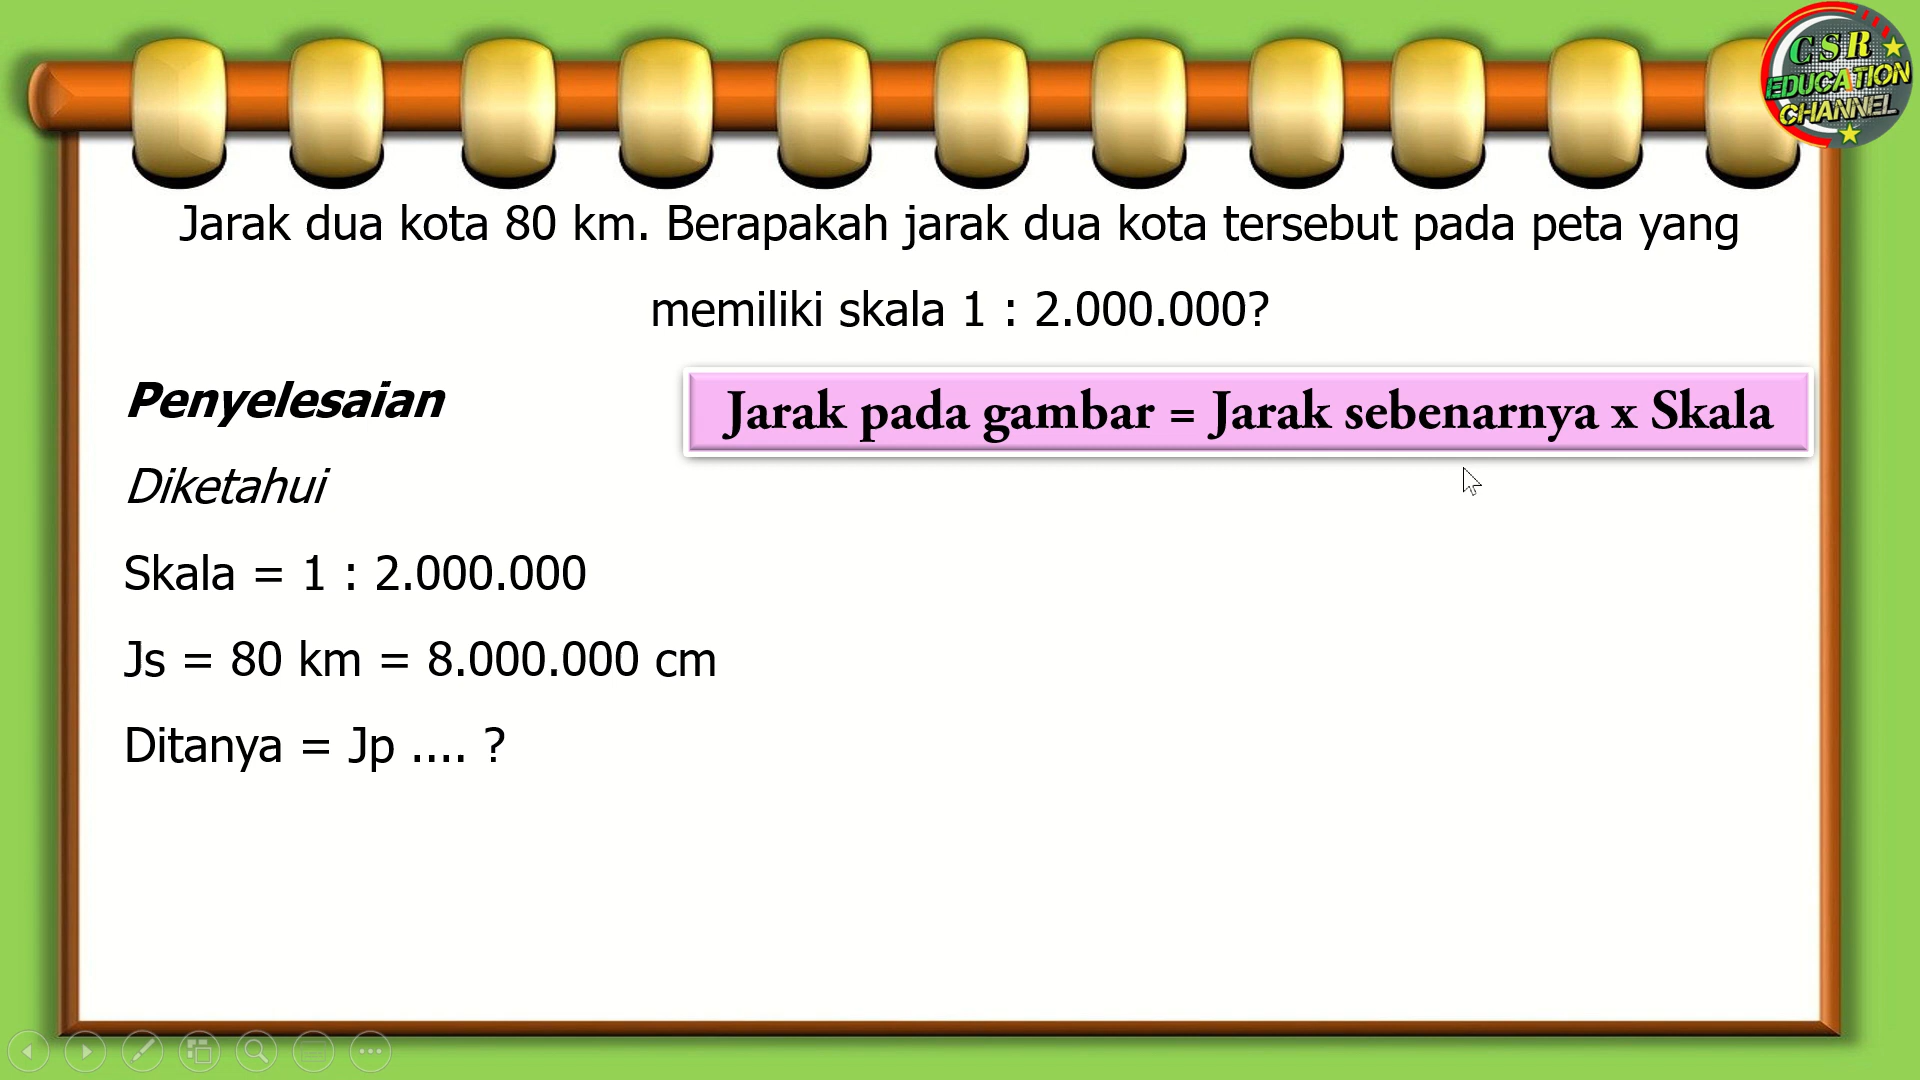 CSR
EDUCATION
CHANNEL
Jarak dua kota 80 km. Berapakah jarak dua kota tersebut pada peta yang
memiliki skala 1 : 2.000.000?
Penyelesaian
Jarak pada gambar = Jarak sebenarnya x Skala
Diketahui
Skala = 1 : 2.000.000
Js = 80 km = 8.000.000 cm
Ditanya = Jp .... ?